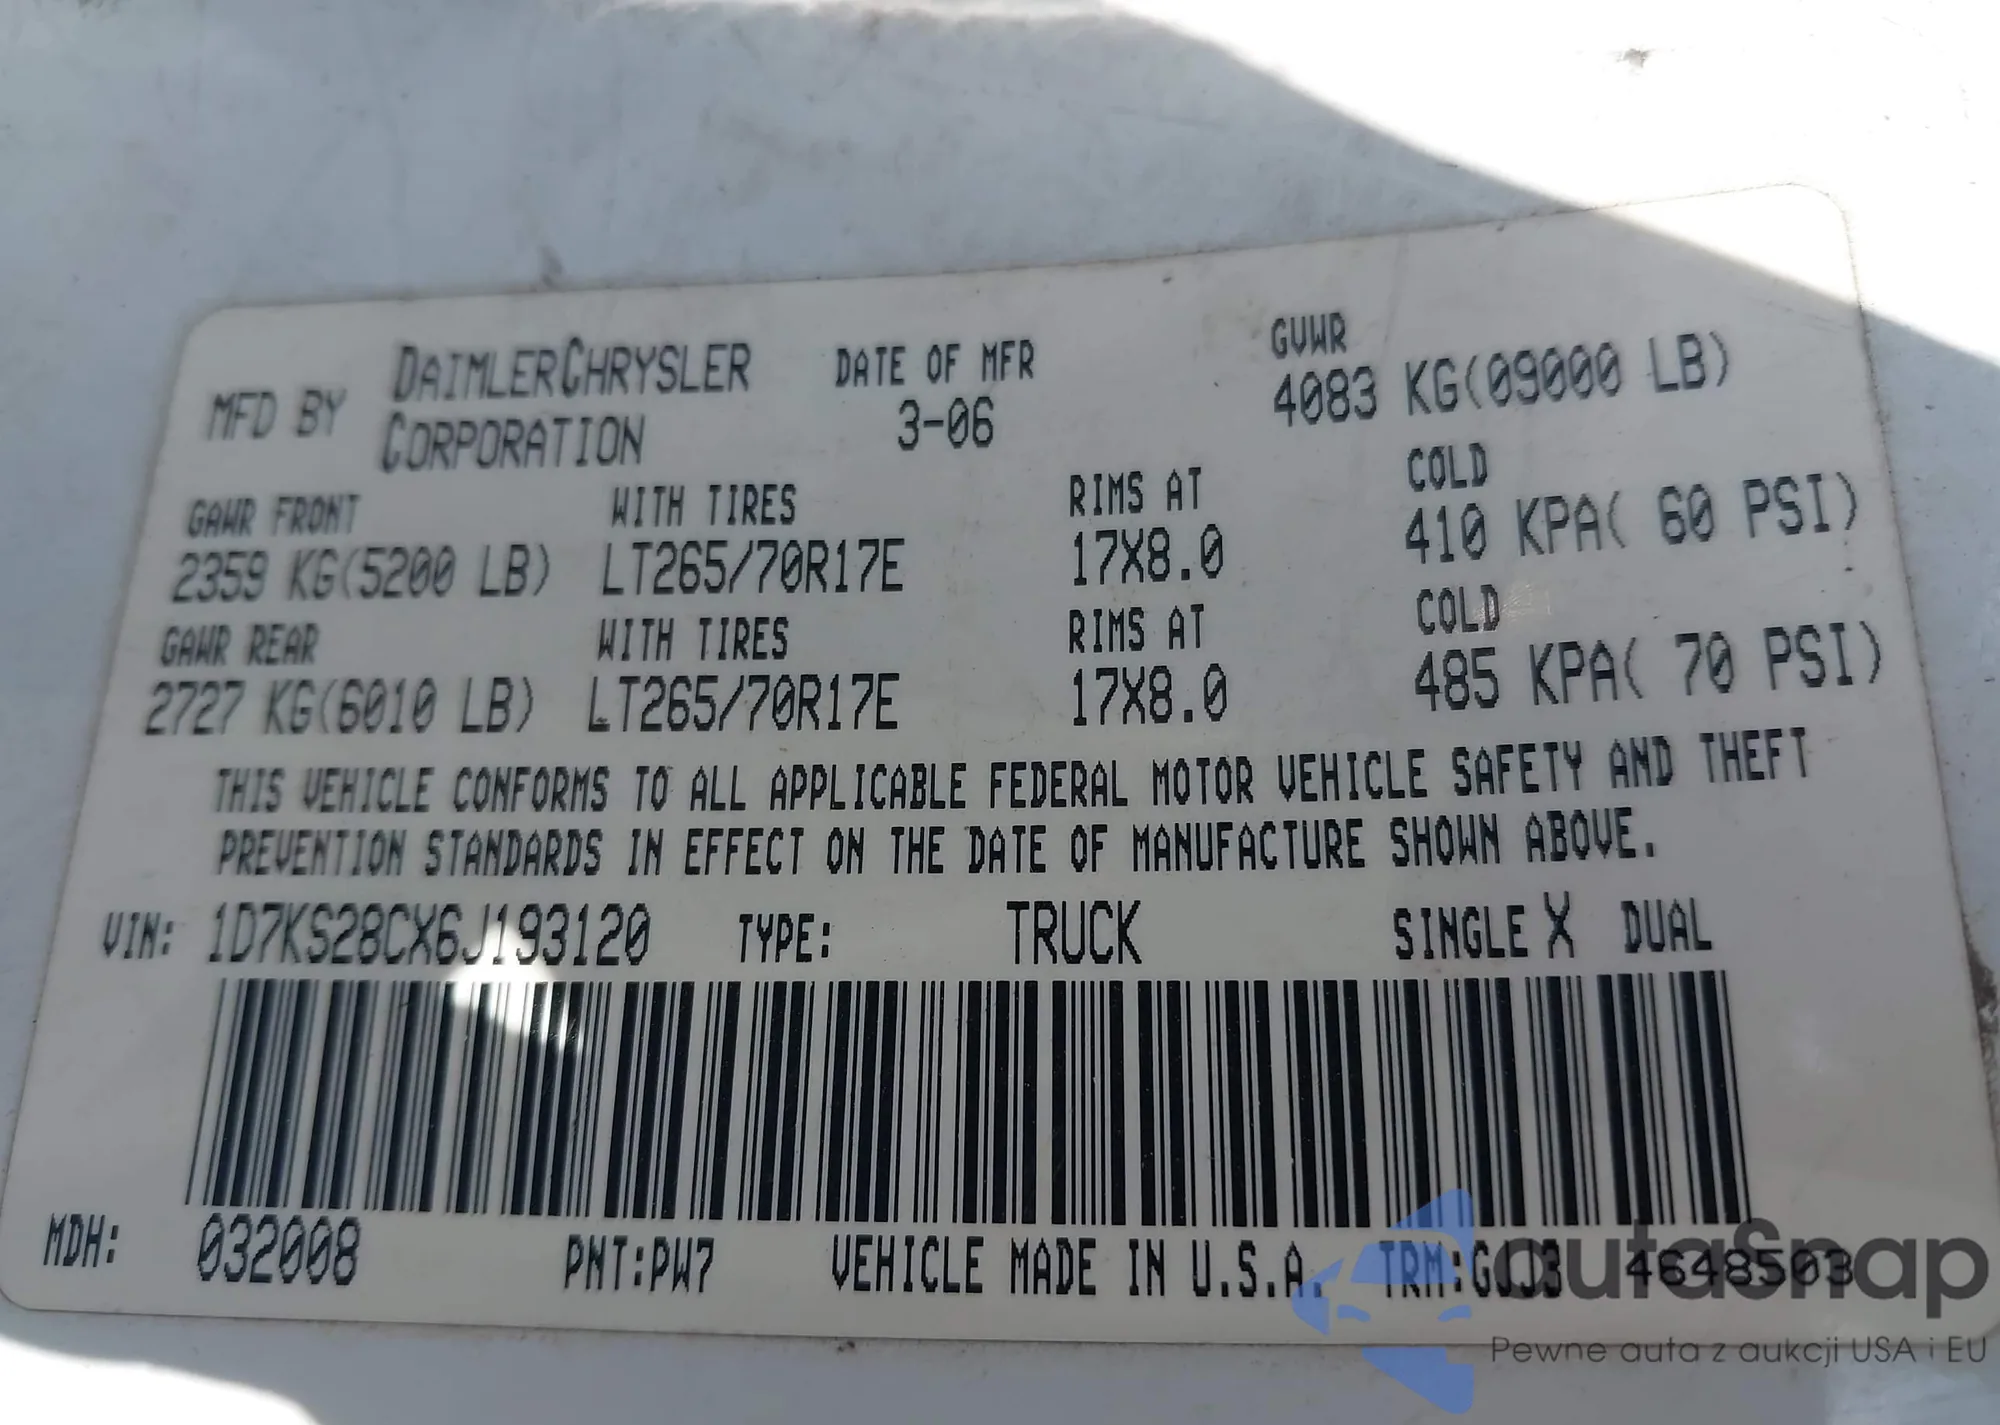 MFD BY DAIMLERCHRYSLER CORPORATION DATE OF MFR 3-06 GVWR 4083 KG(09000 LB)
GAWR FRONT WITH TIRES RIMS AT COLD
2359 KG(5200 LB) LT265/70R17E 17X8.0 410 KPA( 60 PSI)
GAWR REAR WITH TIRES RIMS AT COLD
2727 KG(6010 LB) LT265/70R17E 17X8.0 485 KPA( 70 PSI)
THIS VEHICLE CONFORMS TO ALL APPLICABLE FEDERAL MOTOR VEHICLE SAFETY AND THEFT
PREVENTION STANDARDS IN EFFECT ON THE DATE OF MANUFACTURE SHOWN ABOVE.
VIN: 1D7KS28CX6J193120 TYPE: TRUCK SINGLE X DUAL
MDH: 032008 PNT:PW7 VEHICLE MADE IN U.S.A. TRM:GJJ3 4648503
autasnap
Pewne auta z aukcji USA i EU